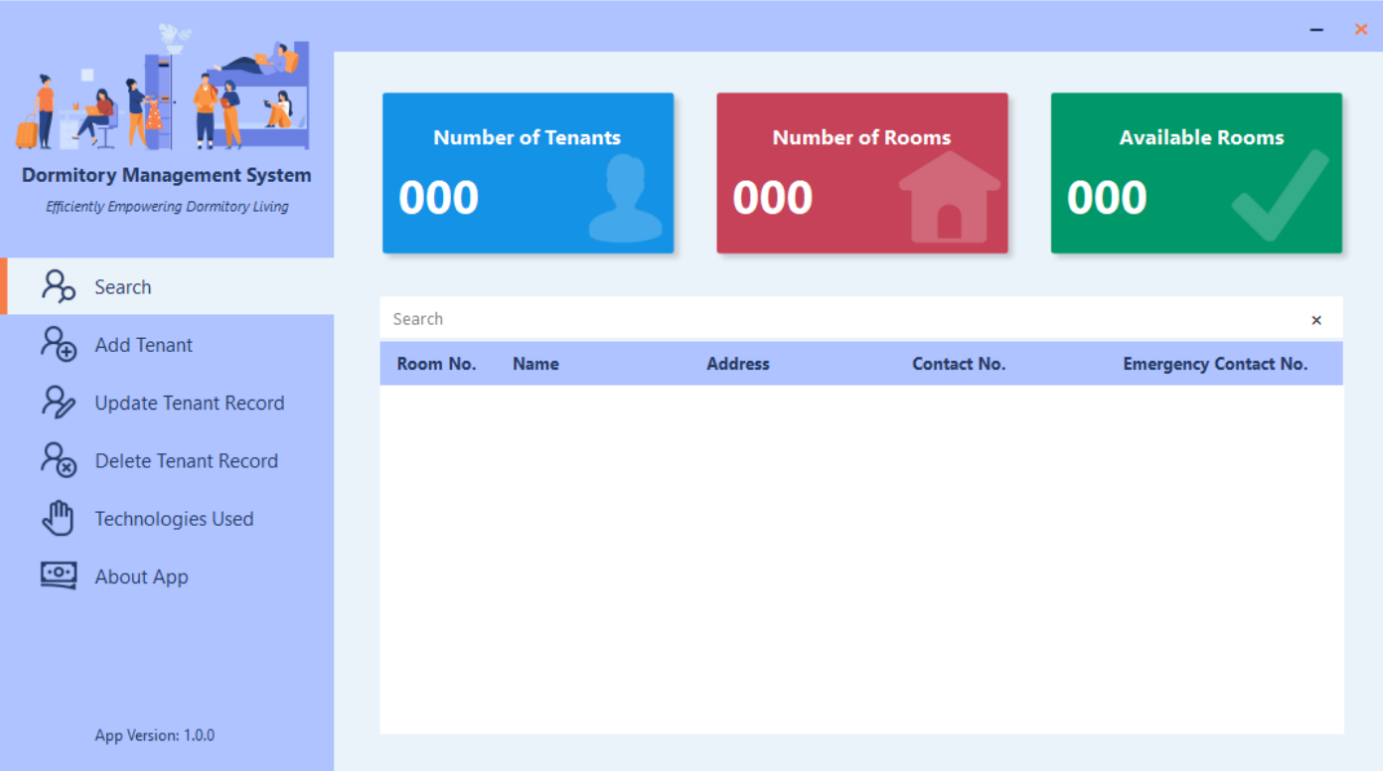 Dormitory Management System
Efficiently Empowering Dormitory Living
Search
Add Tenant
Update Tenant Record
Delete Tenant Record
Technologies Used
About App
App Version: 1.0.0
Number of Tenants
000
Number of Rooms
000
Available Rooms
000
Search
Room No. Name Address Contact No. Emergency Contact No.